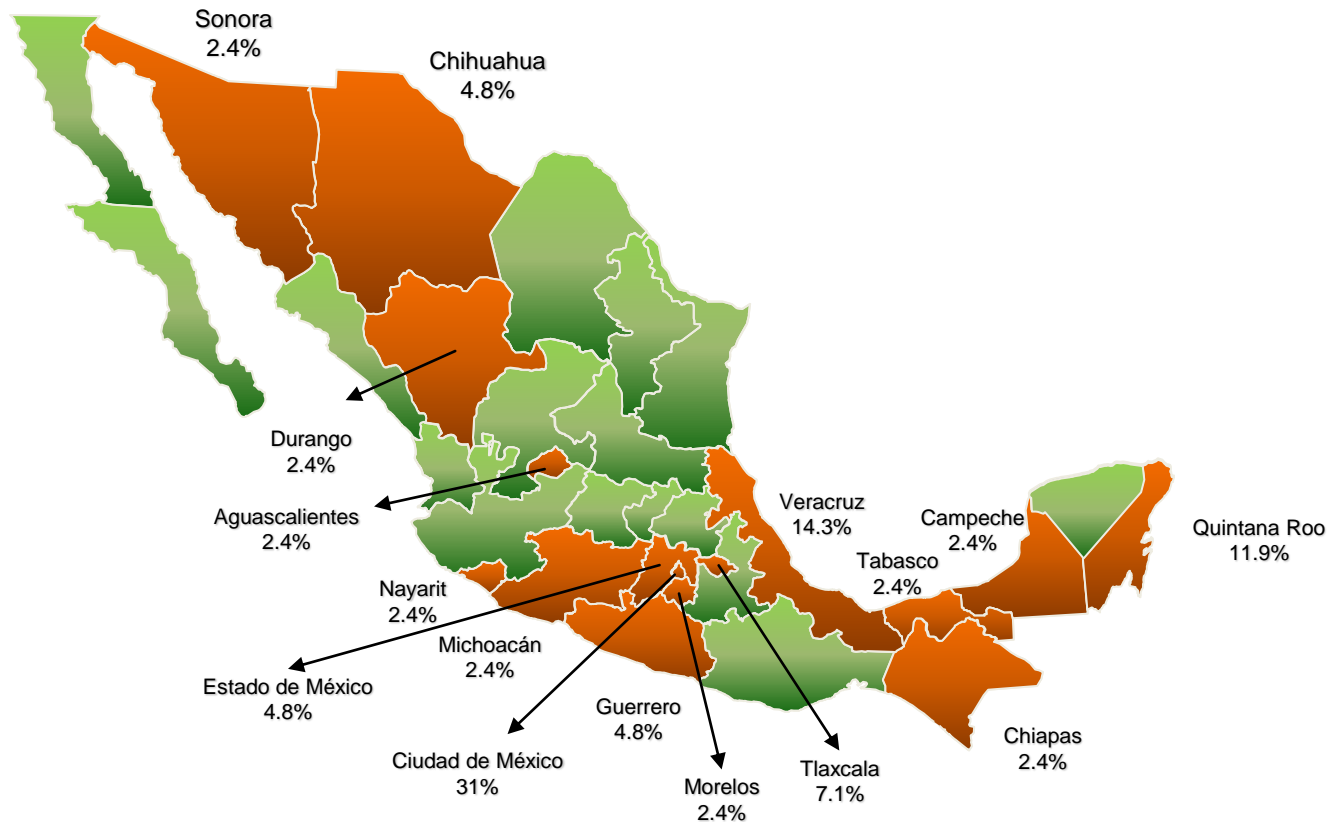 Sonora
2.4%
Chihuahua
4.8%
Durango
2.4%
Aguascalientes
2.4%
Nayarit
2.4%
Michoacán
2.4%
Estado de México
4.8%
Ciudad de México
31%
Guerrero
4.8%
Morelos
2.4%
Tlaxcala
7.1%
Veracruz
14.3%
Campeche
2.4%
Tabasco
2.4%
Quintana Roo
11.9%
Chiapas
2.4%